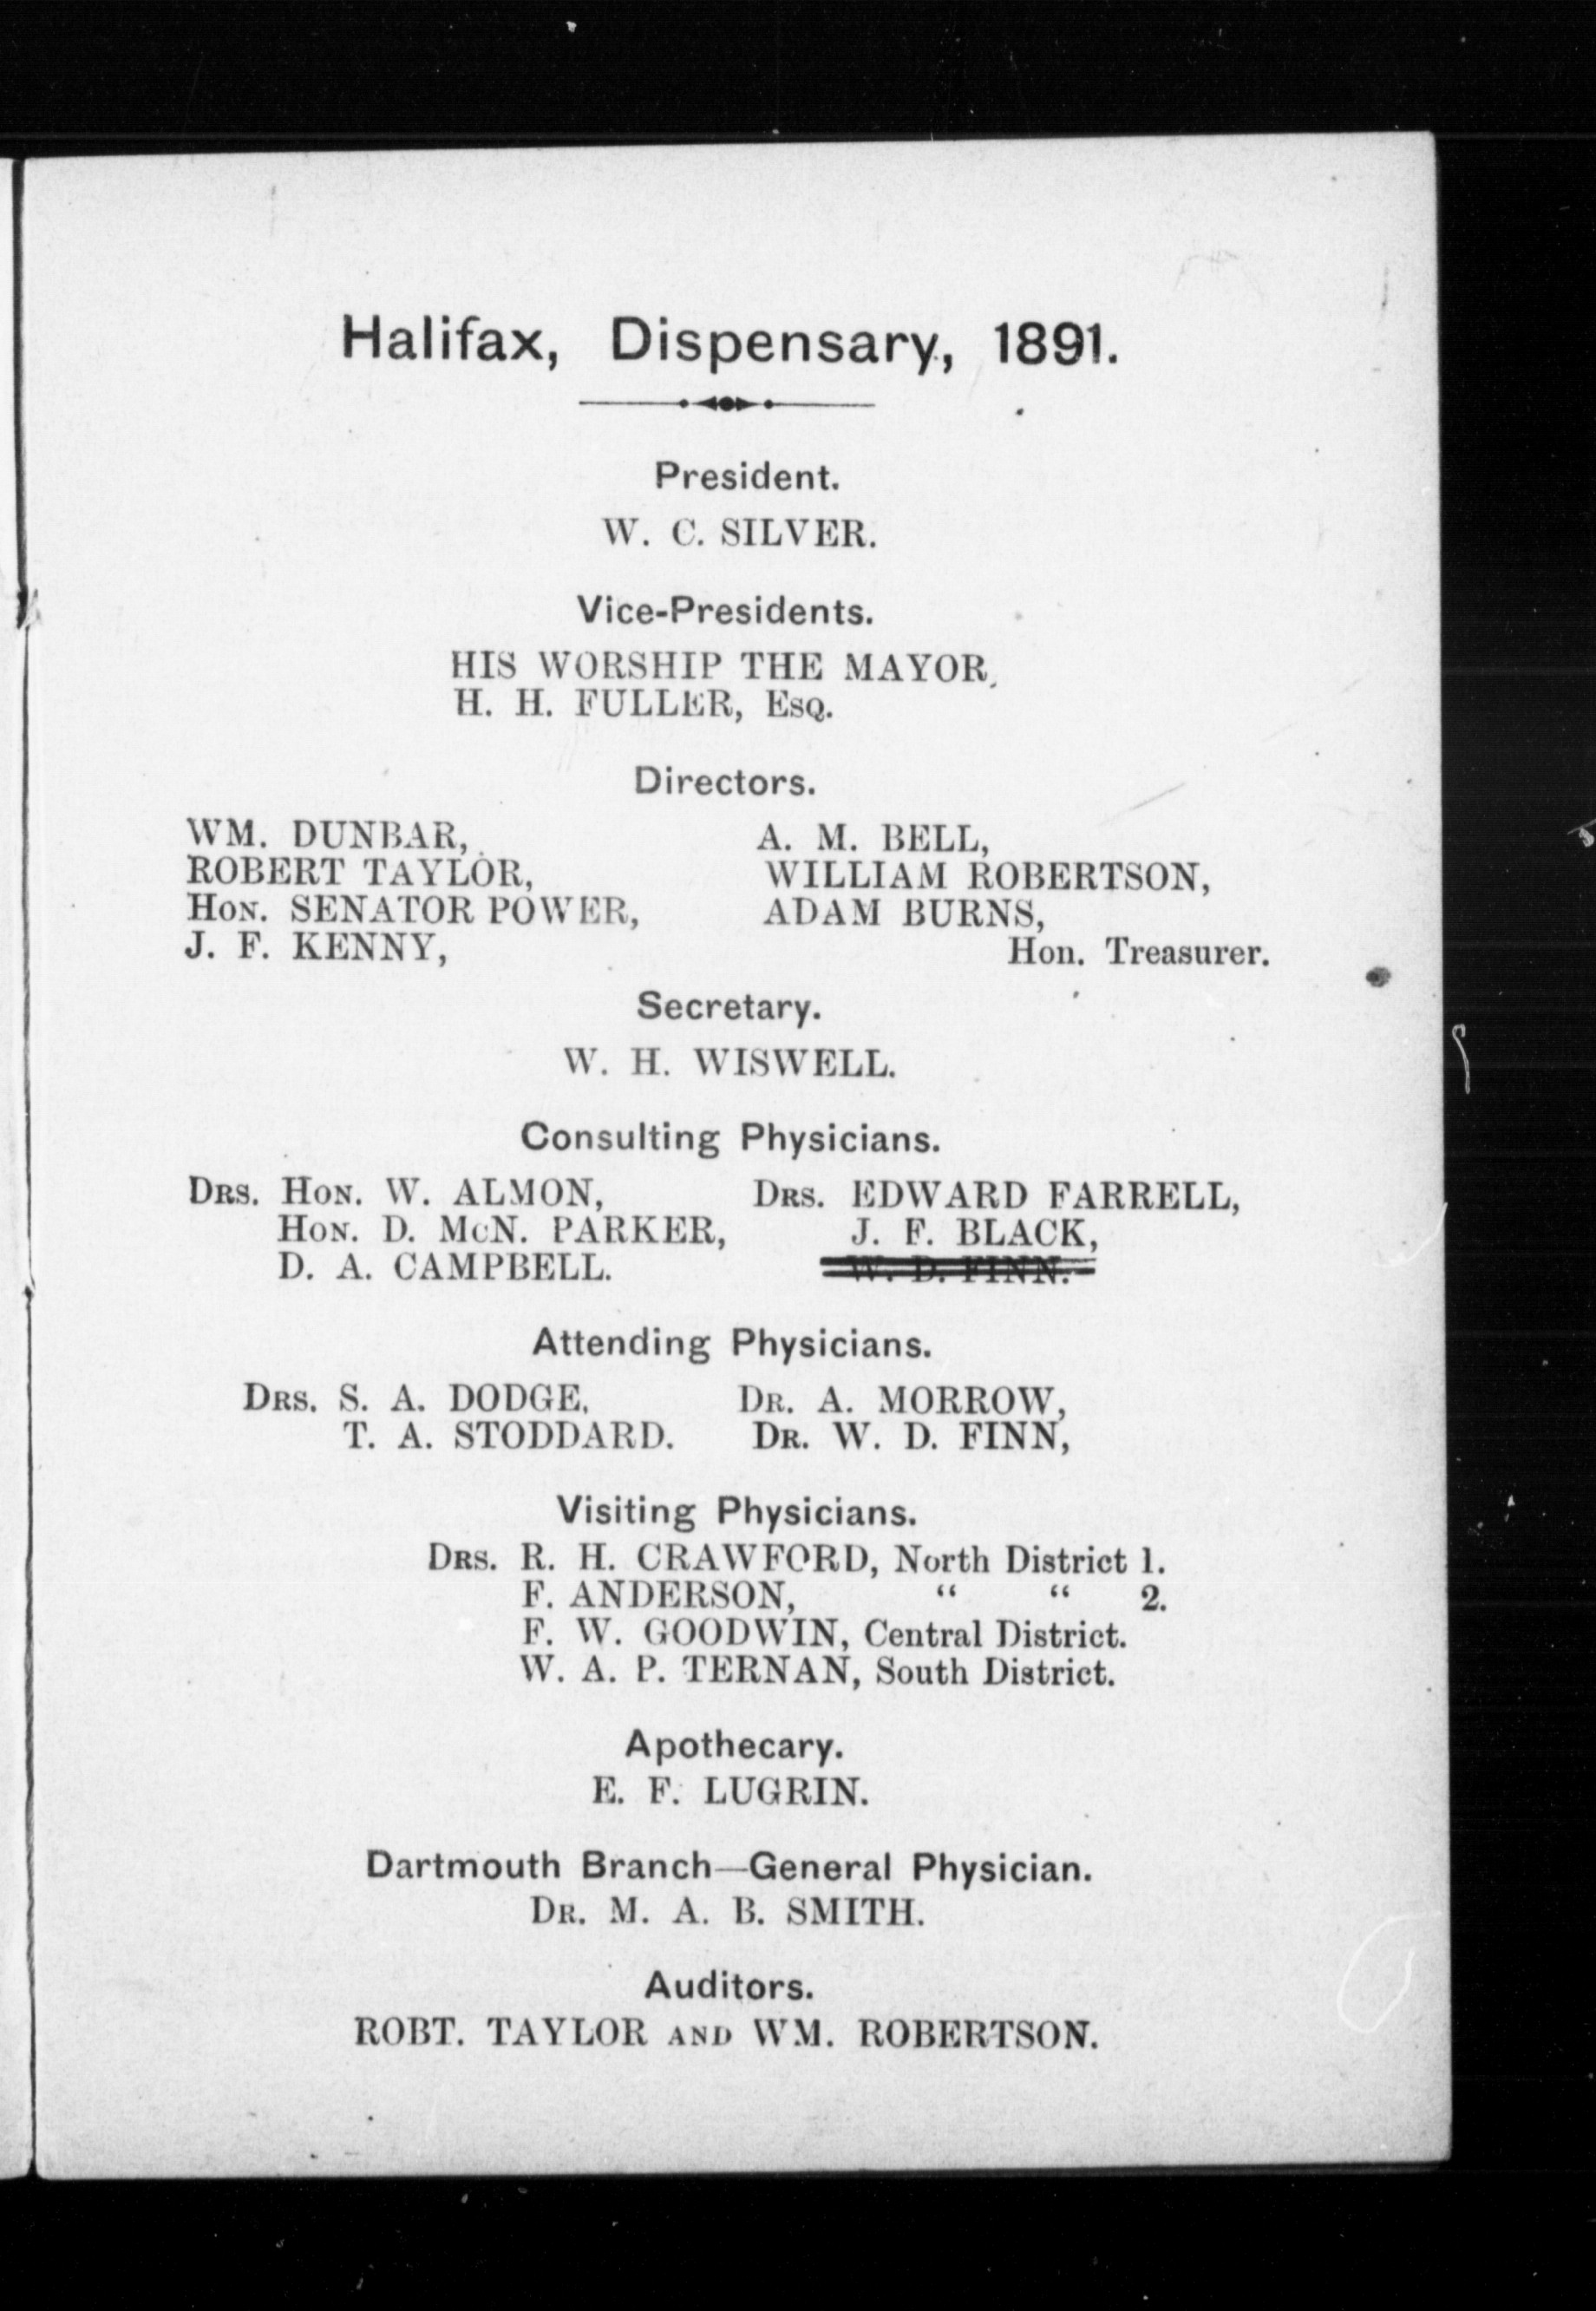 Halifax, Dispensary, 1891.
President.
W. C. SILVER.
Vice-Presidents.
HIS WORSHIP THE MAYOR,
H. H. FULLER, Esq.
Directors.
WM. DUNBAR,
ROBERT TAYLOR,
Hon. SENATOR POWER,
J. F. KENNY,
A. M. BELL,
WILLIAM ROBERTSON,
ADAM BURNS,
Hon. Treasurer.
Secretary.
W. H. WISWELL.
Consulting Physicians.
Drs. Hon. W. ALMON,
Hon. D. McN. PARKER,
D. A. CAMPBELL.
Drs. EDWARD FARRELL,
J. F. BLACK,
W. D. FINN.
Attending Physicians.
Drs. S. A. DODGE,
T. A. STODDARD.
Dr. A. MORROW,
Dr. W. D. FINN,
Visiting Physicians.
Drs. R. H. CRAWFORD, North District 1.
F. ANDERSON, “ “ 2.
F. W. GOODWIN, Central District.
W. A. P. TERNAN, South District.
Apothecary.
E. F. LUGRIN.
Dartmouth Branch—General Physician.
Dr. M. A. B. SMITH.
Auditors.
ROBT. TAYLOR AND WM. ROBERTSON.